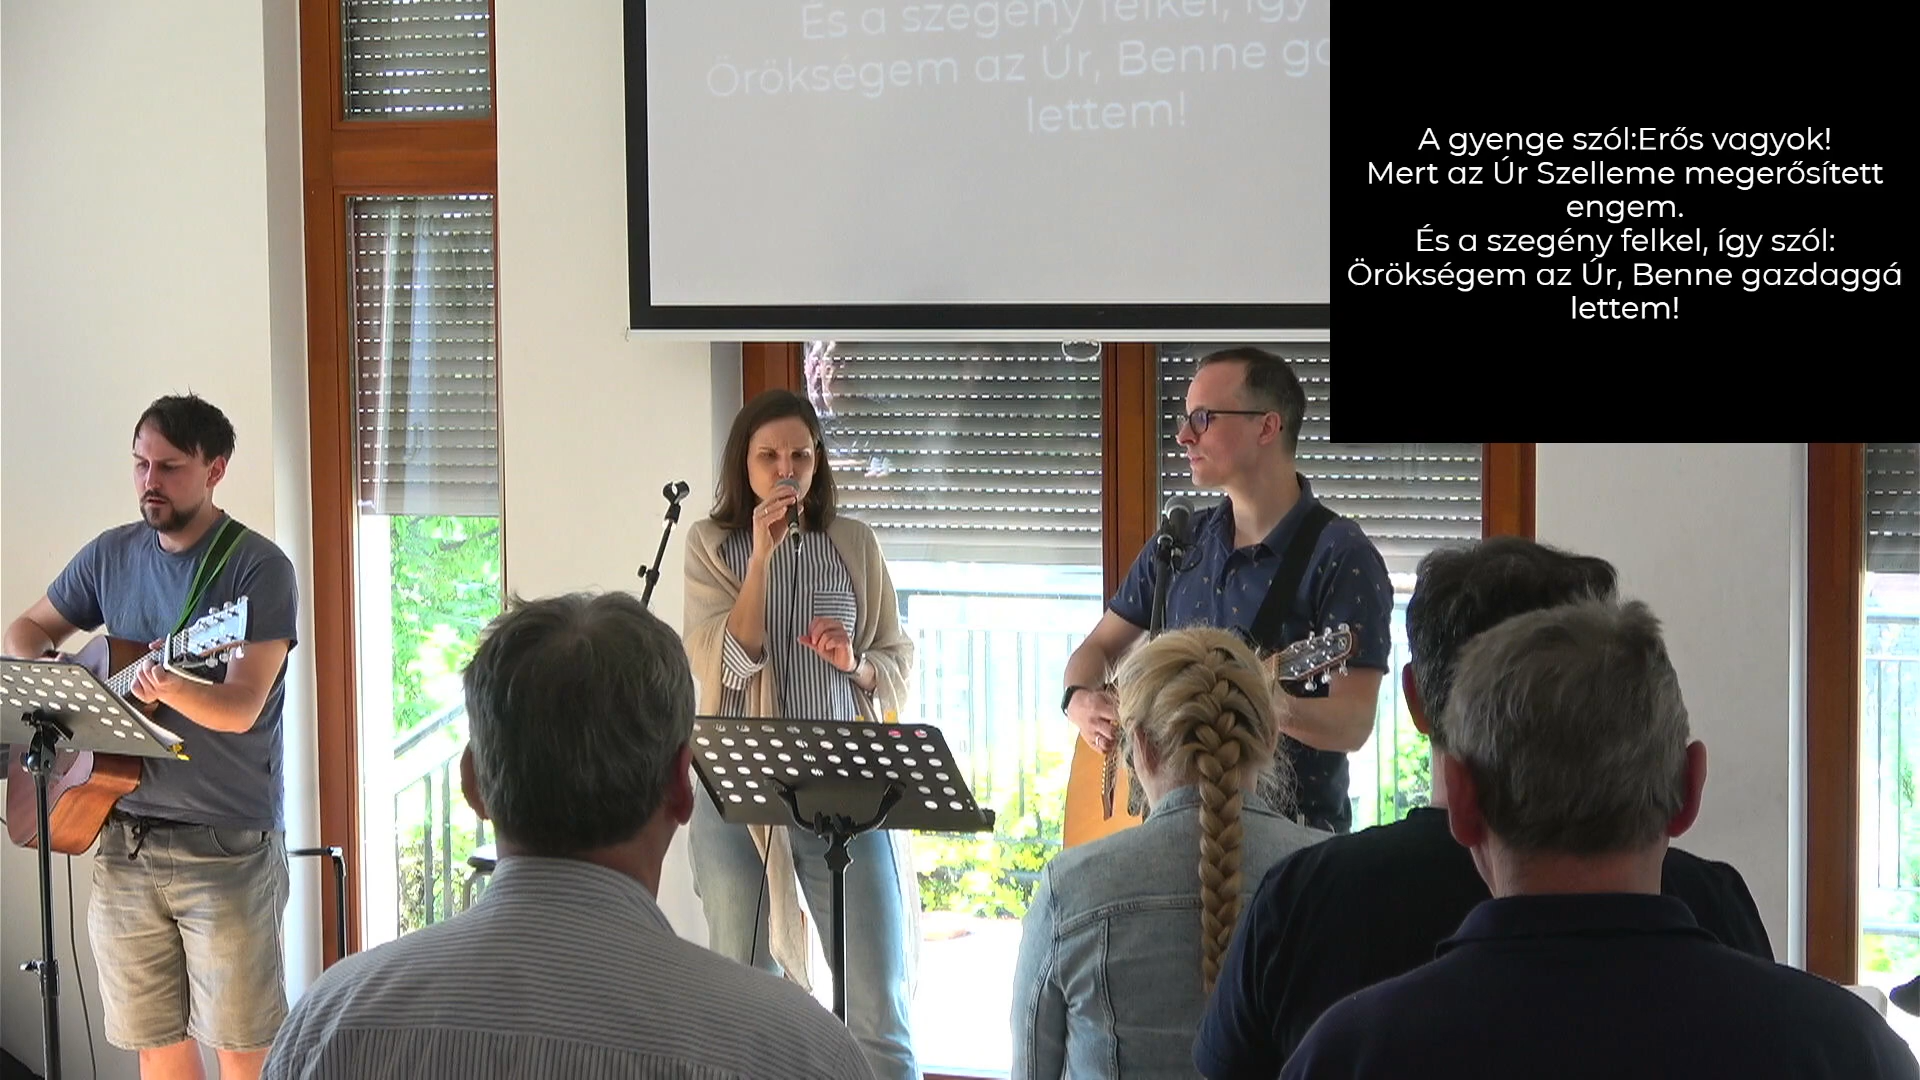 És a szegény felkel, így
Örökségem az Úr, Benne
lettem!
A gyenge szól:Erős vagyok!
Mert az Úr Szelleme megerősített
engem.
És a szegény felkel, így szól:
Örökségem az Úr, Benne gazdaggá
lettem!